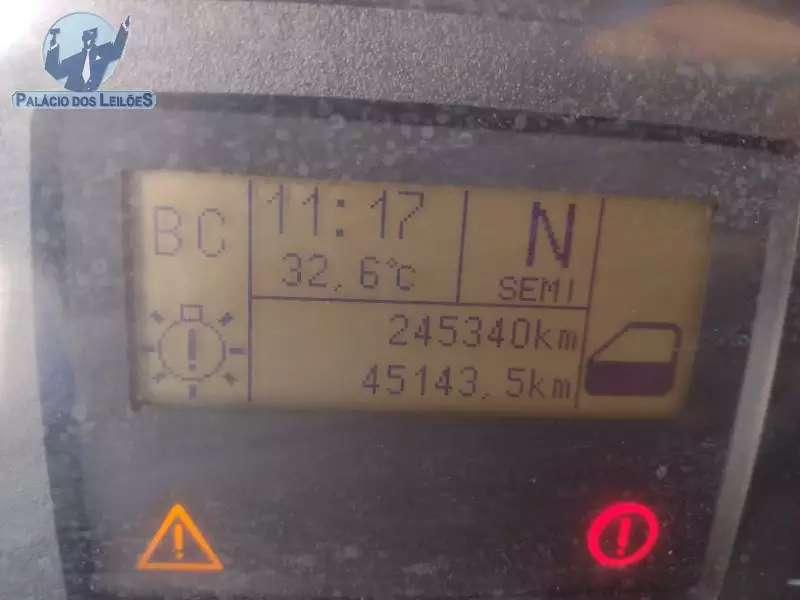 PALÁCIO DOS LEILÕES
BC
11:17
32,6°C
N
SEMI
245340km
45143,5km